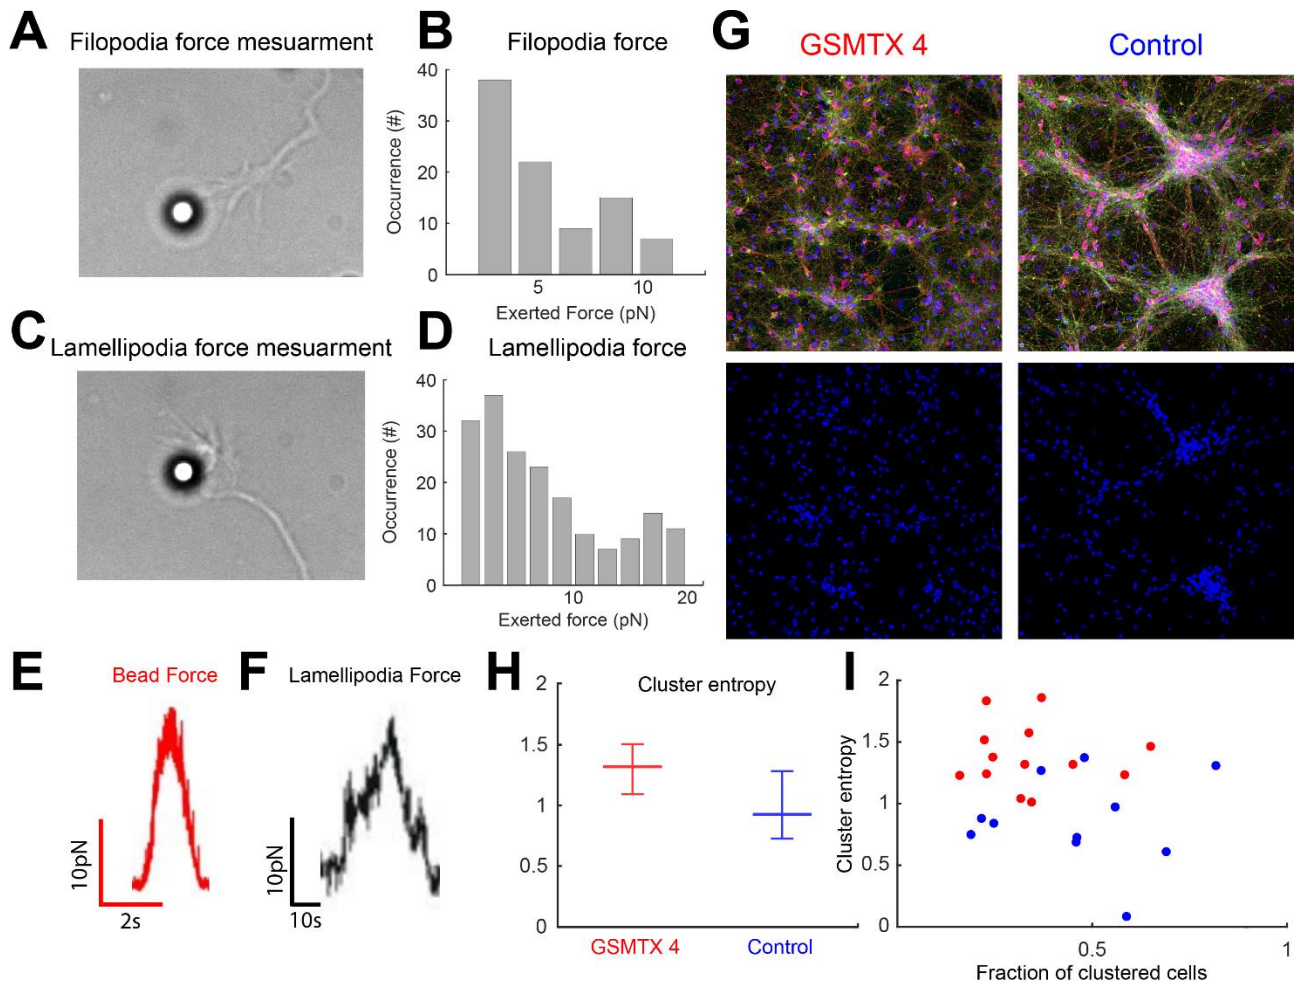 A
Filopodia force mesuarment
B
Filopodia force
40
30
20
10
0
Occurrence (#)
5
10
Exerted Force (pN)
C
Lamellipodia force mesuarment
D
Lamellipodia force
40
30
20
10
0
Occurrence (#)
10
20
Exerted force (pN)
E
Bead Force
10pN
2s
F
Lamellipodia Force
10pN
10s
G
GSMTX 4
Control
H
Cluster entropy
2
1.5
1
0.5
0
GSMTX 4
Control
I
2
1.5
1
0.5
0
Cluster entropy
0.5
1
Fraction of clustered cells